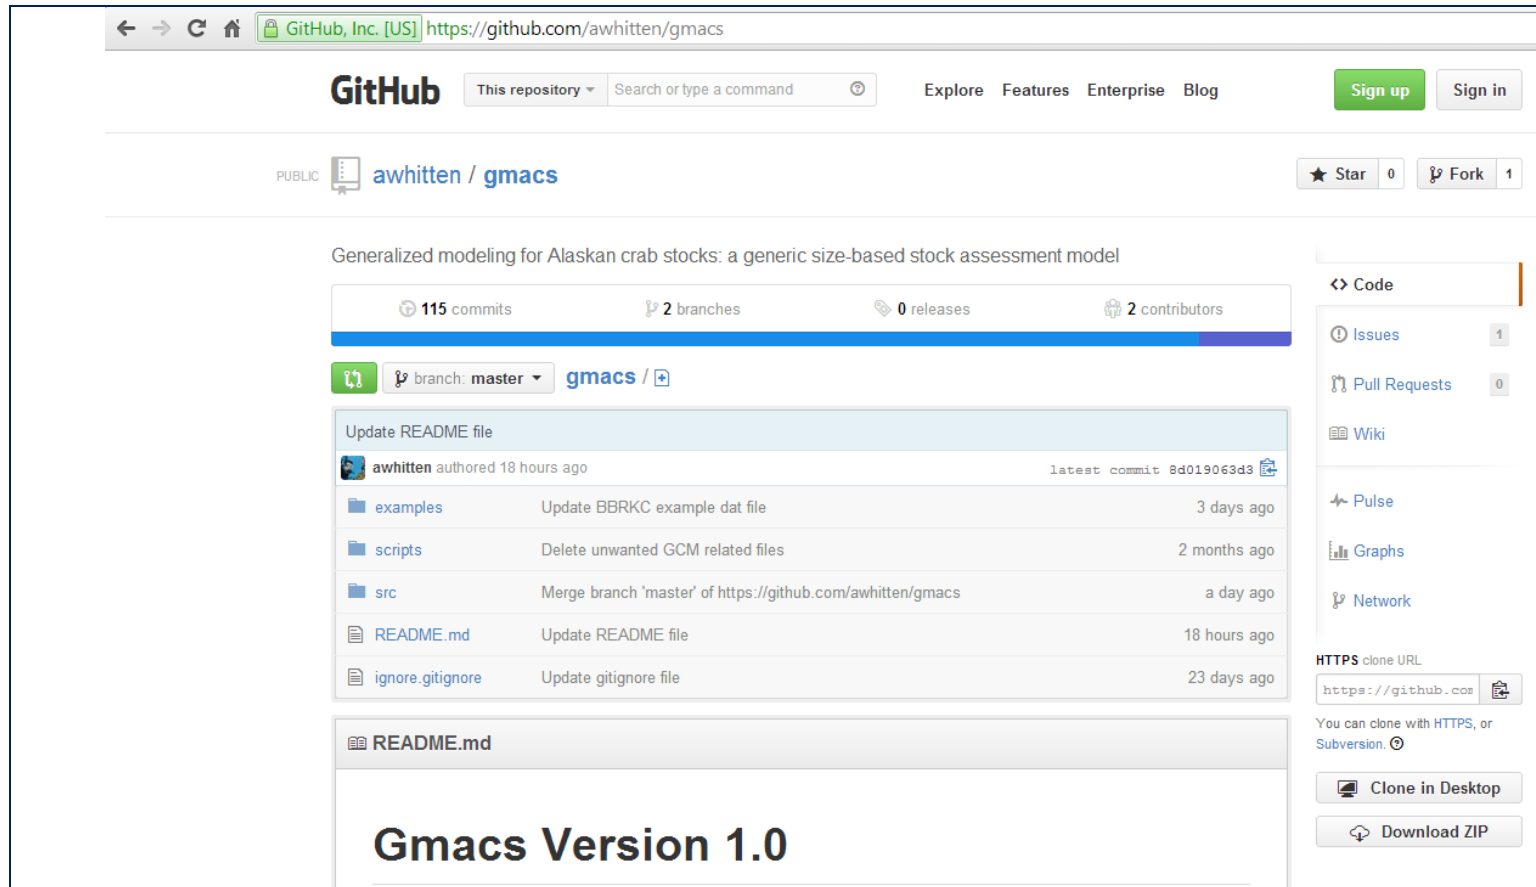 GitHub, Inc. [US] https://github.com/awhitten/gmacs
GitHub This repository Search or type a command Explore Features Enterprise Blog Sign up Sign in
PUBLIC awhitten / gmacs Star 0 Fork 1
Generalized modeling for Alaskan crab stocks: a generic size-based stock assessment model
115 commits 2 branches 0 releases 2 contributors
branch: master gmacs /
Update README file
awhitten authored 18 hours ago latest commit 8d019063d3
examples Update BBRKC example dat file 3 days ago
scripts Delete unwanted GCM related files 2 months ago
src Merge branch 'master' of https://github.com/awhitten/gmacs a day ago
README.md Update README file 18 hours ago
ignore.gitignore Update gitignore file 23 days ago
README.md
Gmacs Version 1.0
Code
Issues 1
Pull Requests 0
Wiki
Pulse
Graphs
Network
HTTPS clone URL
https://github.com
You can clone with HTTPS, or
Subversion.
Clone in Desktop
Download ZIP